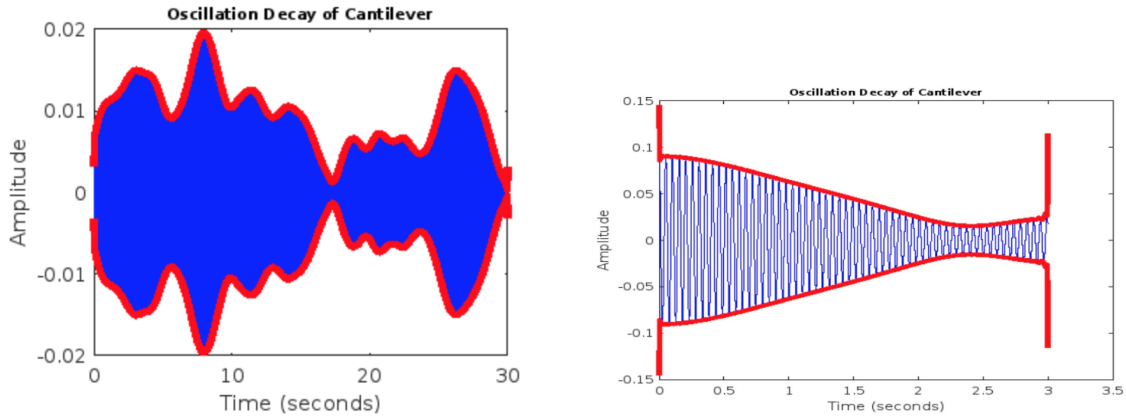 Oscillation Decay of Cantilever
0.02
0.01
0
-0.01
-0.02
Amplitude
0 10 20 30
Time (seconds)
Oscillation Decay of Cantilever
0.15
0.1
0.05
0
-0.05
-0.1
-0.15
Amplitude
0 0.5 1 1.5 2 2.5 3 3.5
Time (seconds)